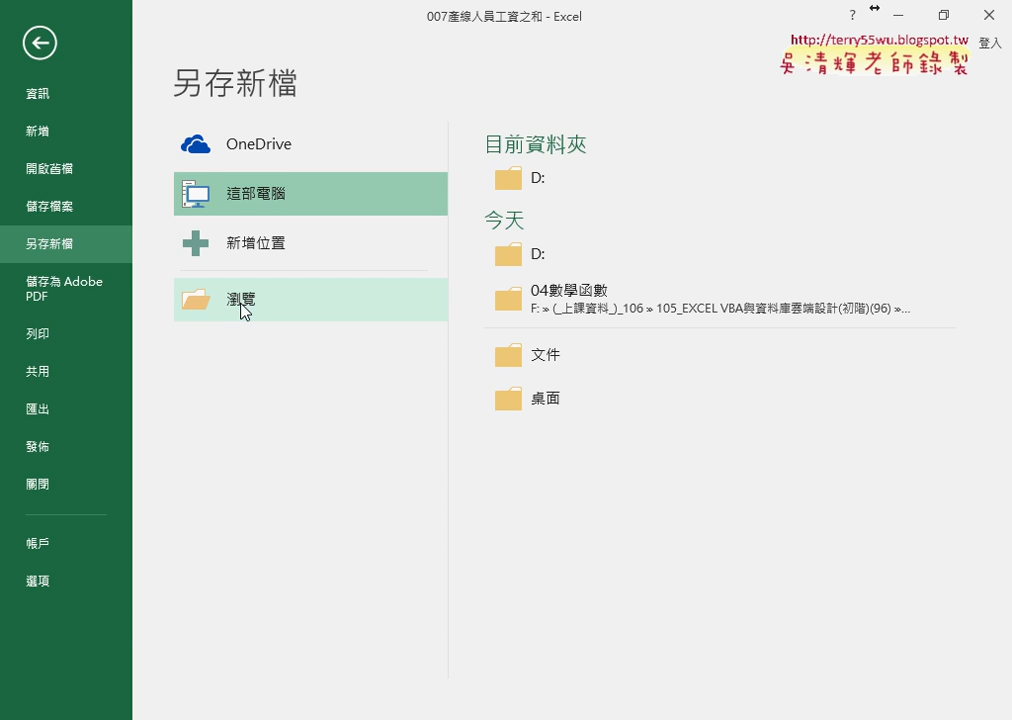 007產線人員工資之和 - Excel
?
http://terry55wu.blogspot.tw
登入
吳清輝老師錄製
另存新檔
資訊
新增
開啟舊檔
儲存檔案
另存新檔
儲存為 Adobe
PDF
列印
共用
匯出
發佈
關閉
帳戶
選項
OneDrive
這部電腦
新增位置
瀏覽
目前資料夾
D:
今天
D:
04數學函數
F: » (_上課資料_)_106 » 105_EXCEL VBA與資料庫雲端設計(初階)(96) »...
文件
桌面